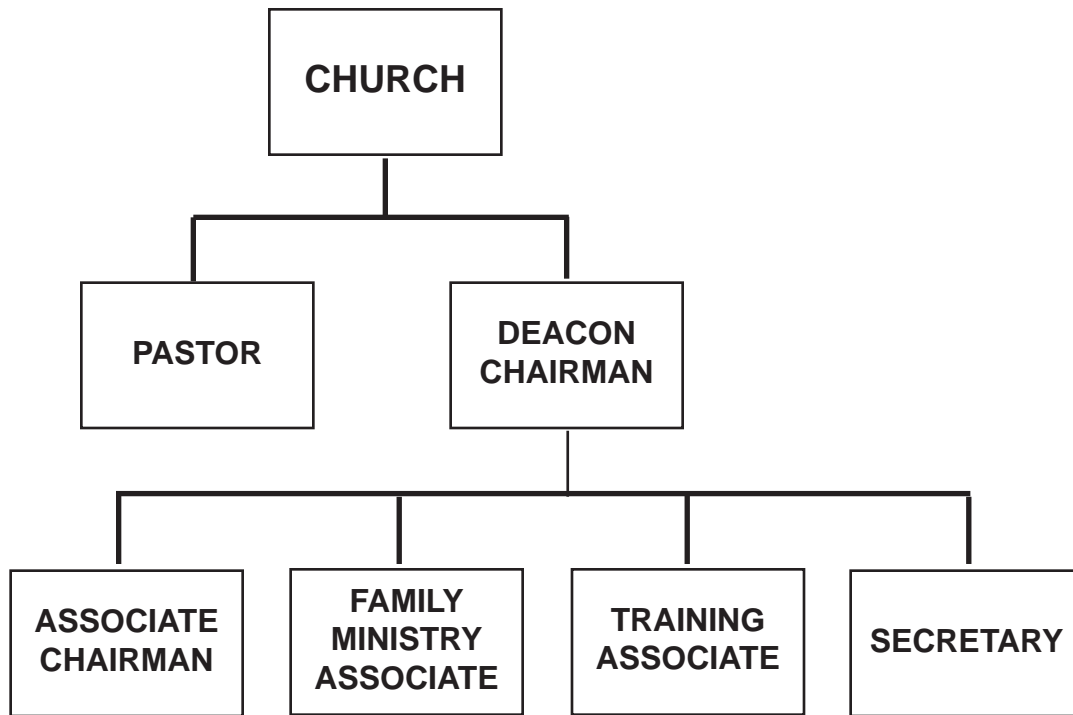 CHURCH
PASTOR
DEACON
CHAIRMAN
ASSOCIATE
CHAIRMAN
FAMILY
MINISTRY
ASSOCIATE
TRAINING
ASSOCIATE
SECRETARY